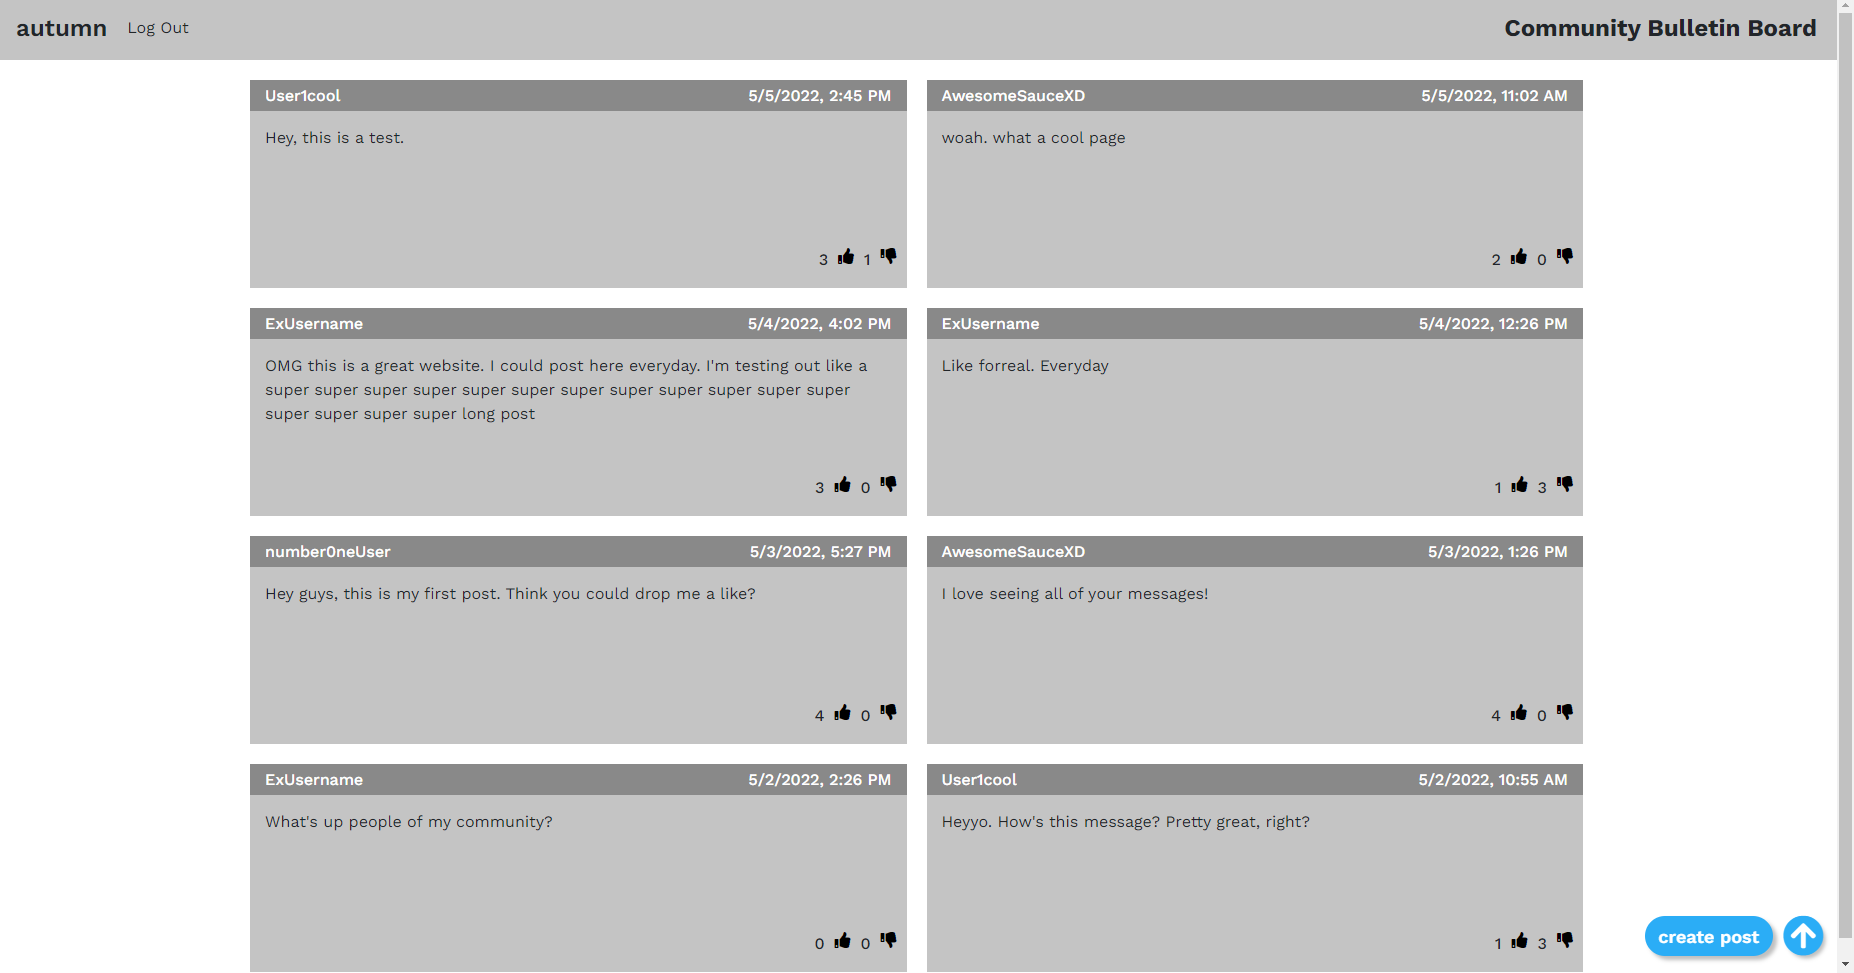 autumn Log Out Community Bulletin Board
User1cool 5/5/2022, 2:45 PM
Hey, this is a test.
3 1
AwesomeSauceXD 5/5/2022, 11:02 AM
woah. what a cool page
2 0
ExUsername 5/4/2022, 4:02 PM
OMG this is a great website. I could post here everyday. I'm testing out like a
super super super super super super super super super super super super
super super super super long post
3 0
ExUsername 5/4/2022, 12:26 PM
Like forreal. Everyday
1 3
number0neUser 5/3/2022, 5:27 PM
Hey guys, this is my first post. Think you could drop me a like?
4 0
AwesomeSauceXD 5/3/2022, 1:26 PM
I love seeing all of your messages!
4 0
ExUsername 5/2/2022, 2:26 PM
What's up people of my community?
0 0
User1cool 5/2/2022, 10:55 AM
Heyyo. How's this message? Pretty great, right?
1 3
create post